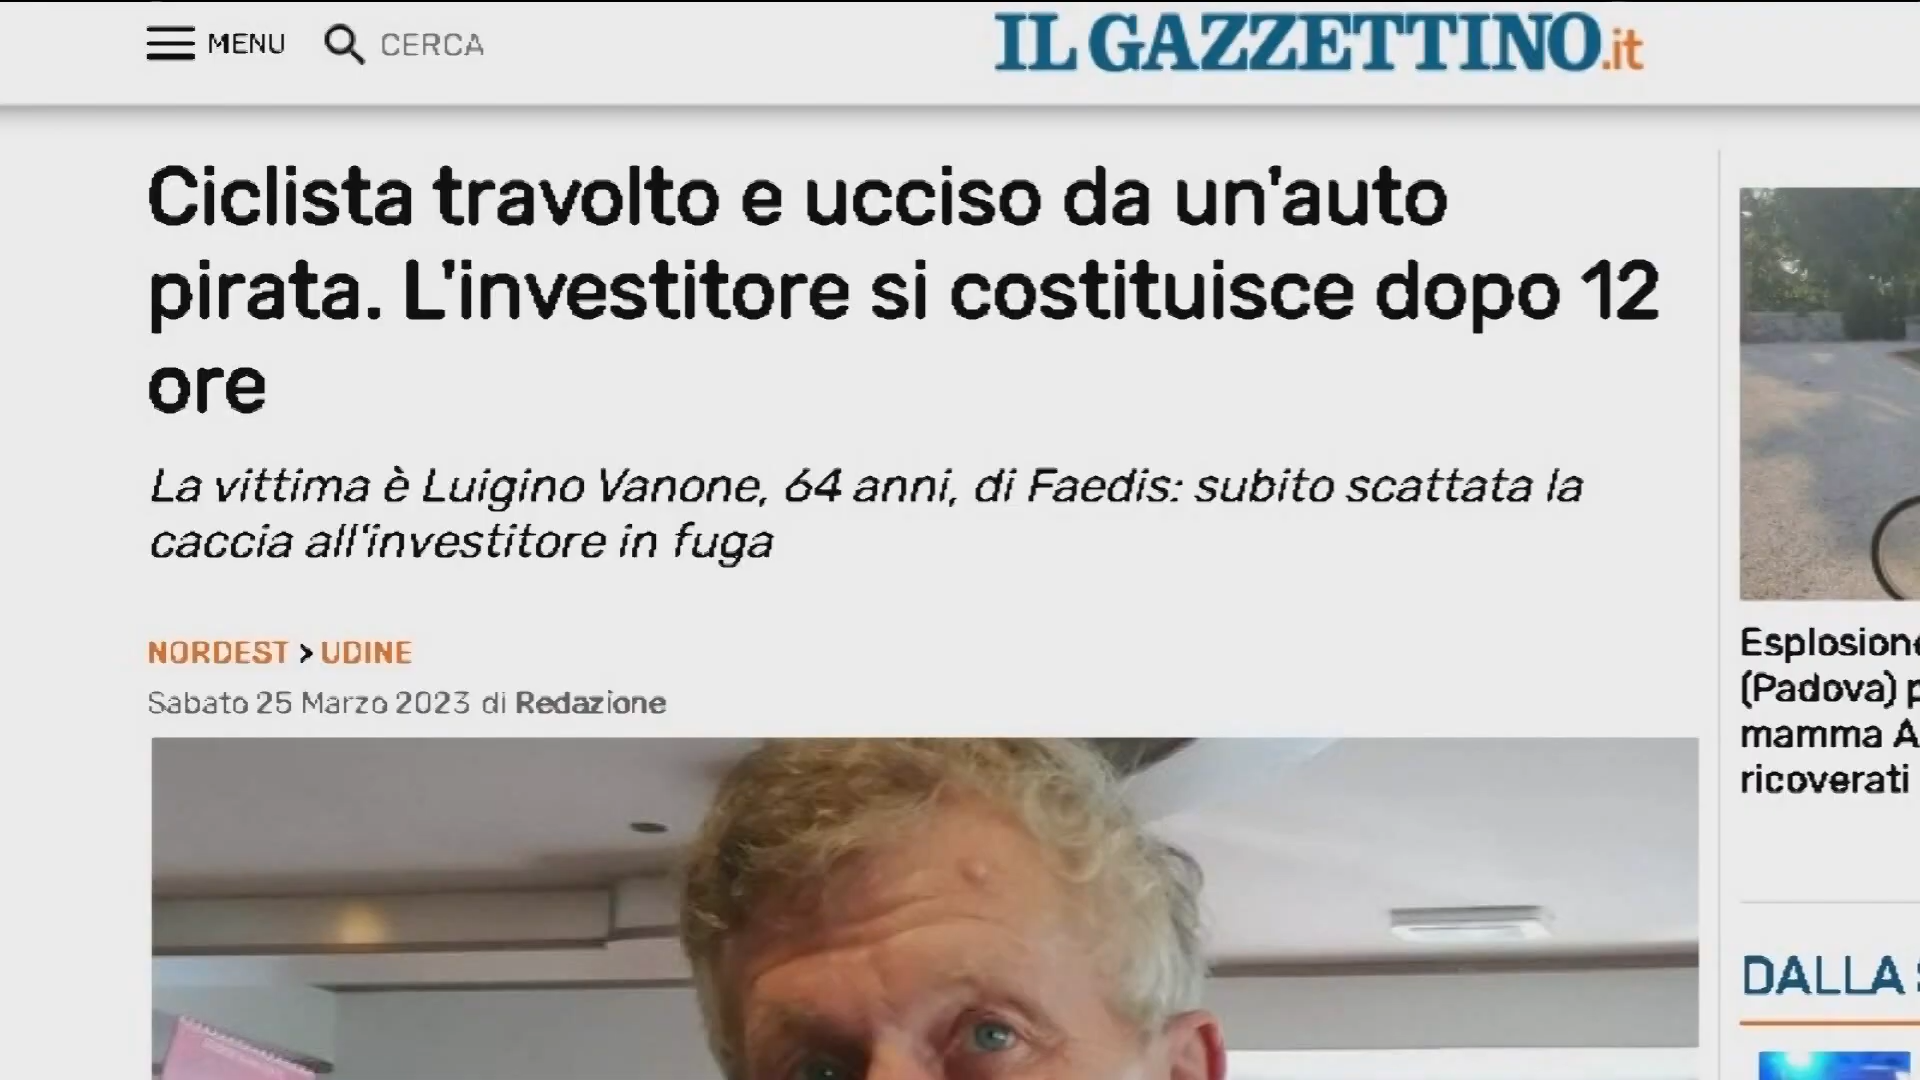 MENU
CERCA
IL GAZZETTINO.it
Ciclista travolto e ucciso da un'auto
pirata. L'investitore si costituisce dopo 12
ore
La vittima è Luigino Vanone, 64 anni, di Faedis: subito scattata la
caccia all'investitore in fuga
NORDEST > UDINE
Sabato 25 Marzo 2023 di Redazione
Esplosione
(Padova) p
mamma A
ricoverati
DALLA